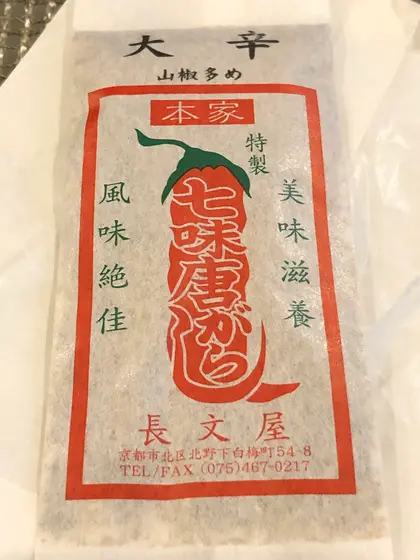 大辛
山椒多め
本家
特製
美味滋養
七味唐がらし
風味絶佳
長文屋
京都市北区北野下白梅町54-8
TEL/FAX (075)467-0217